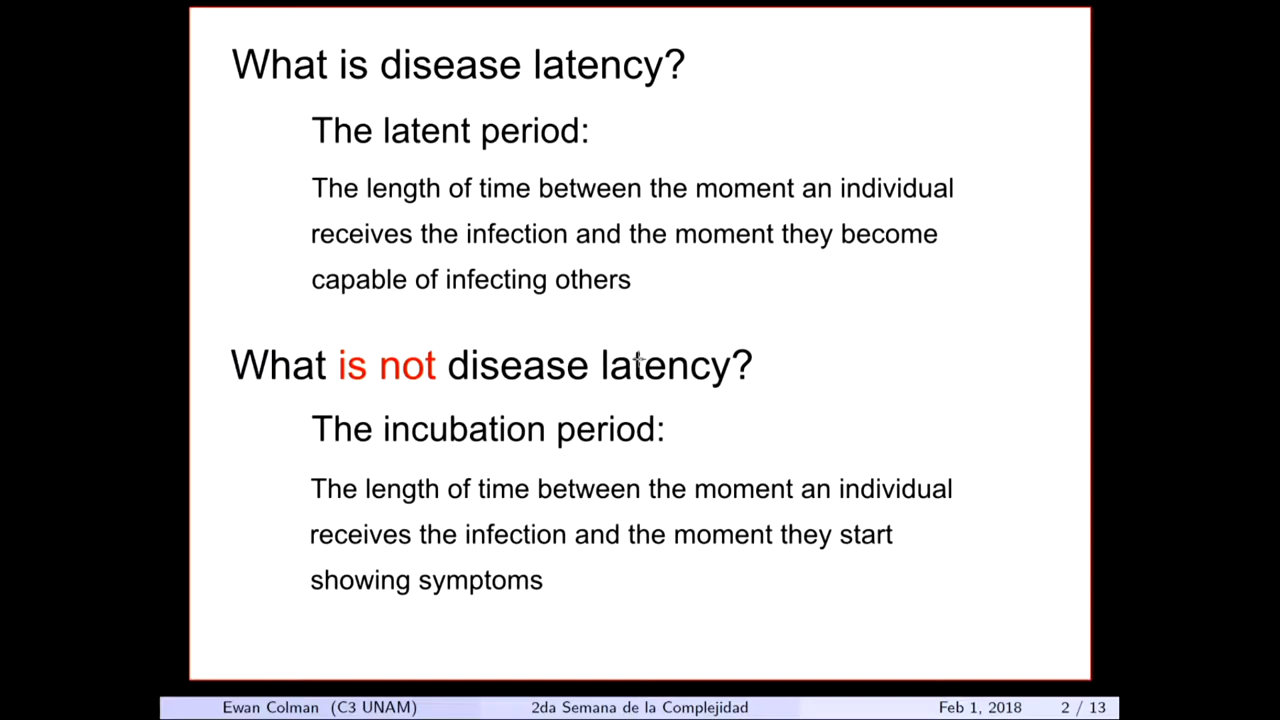 What is disease latency?
The latent period:
The length of time between the moment an individual
receives the infection and the moment they become
capable of infecting others
What is not disease latency?
The incubation period:
The length of time between the moment an individual
receives the infection and the moment they start
showing symptoms
Ewan Colman (C3 UNAM) 2da Semana de la Complejidad Feb 1, 2018 2 / 13